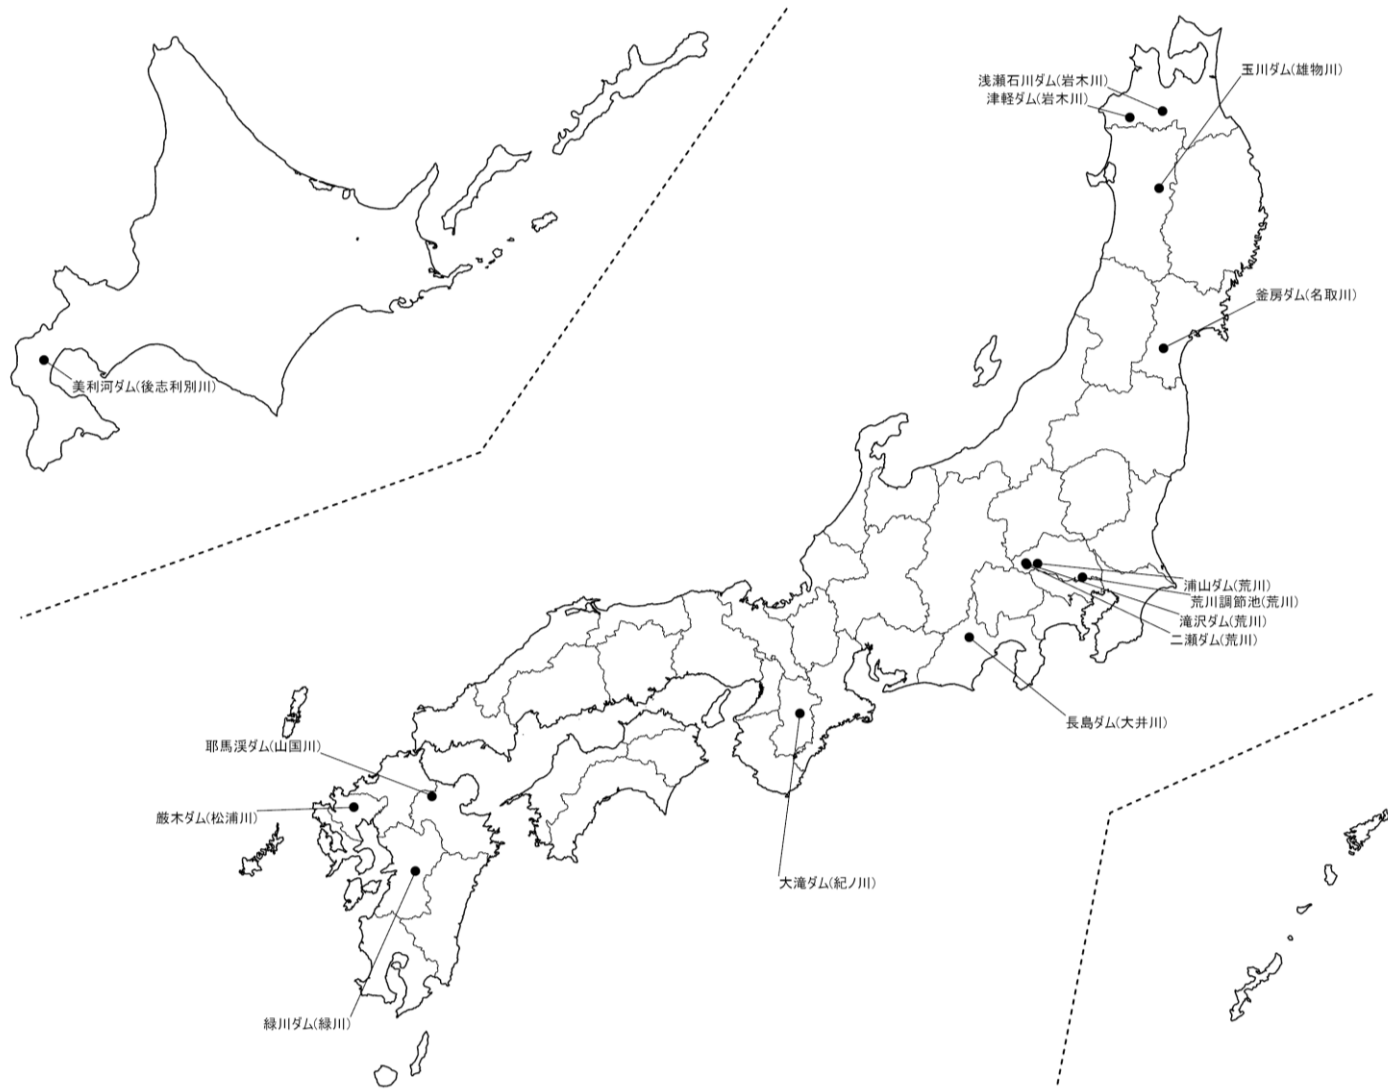 浅瀬石川ダム(岩木川)
津軽ダム(岩木川)
玉川ダム(雄物川)
釜房ダム(名取川)
美利河ダム(後志利別川)
浦山ダム(荒川)
荒川調節池(荒川)
滝沢ダム(荒川)
二瀬ダム(荒川)
長島ダム(大井川)
耶馬渓ダム(山国川)
厳木ダム(松浦川)
大滝ダム(紀ノ川)
緑川ダム(緑川)